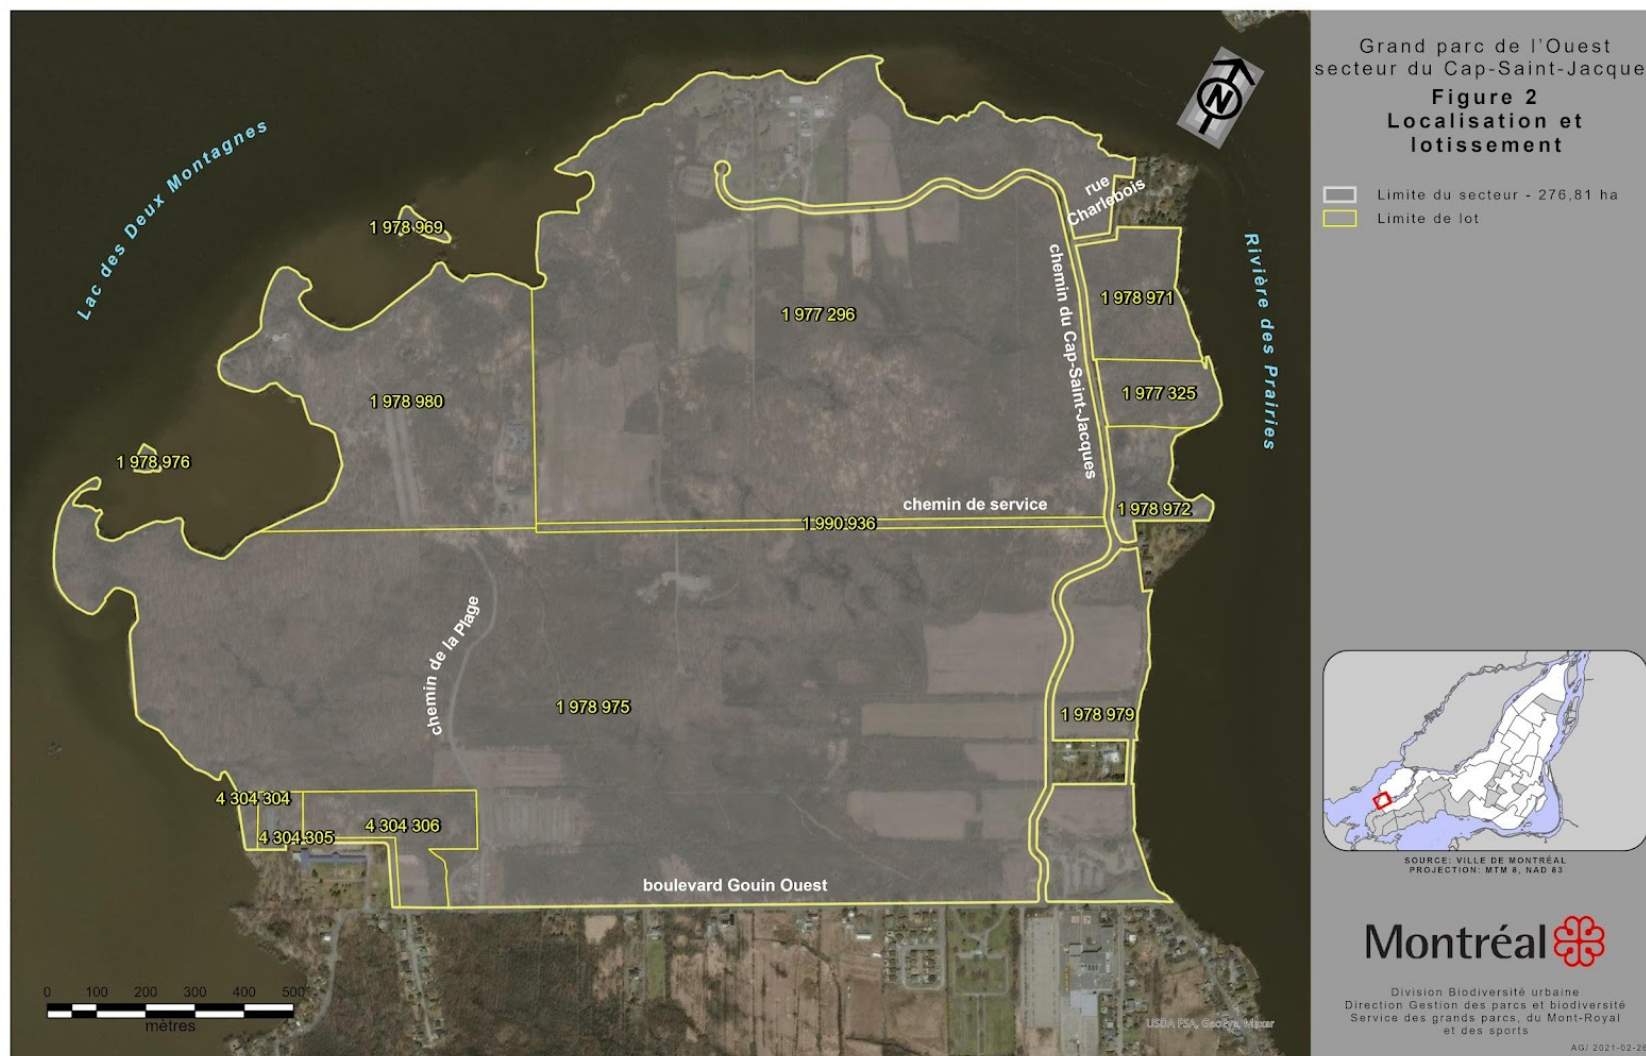 Grand parc de l'Ouest
secteur du Cap-Saint-Jacque
Figure 2
Localisation et
lotissement
Limite du secteur - 276,81 ha
Limite de lot
N
Lac des Deux Montagnes
Rivière des Prairies
rue
Charlebois
1 978 969
chemin du Cap-Saint-Jacques
1 978 971
1 977 296
1 977 325
1 978 980
1 978 976
chemin de service
1 978 972
1 990 936
chemin de la Plage
1 978 975
1 978 979
4 304 304
4 304 305
4 304 306
boulevard Gouin Ouest
0 100 200 300 400 500
mètres
USDA FSA, GeoEye, Maxar
SOURCE: VILLE DE MONTRÉAL
PROJECTION: MTM 8, NAD 83
Montréal
Division Biodiversité urbaine
Direction Gestion des parcs et biodiversité
Service des grands parcs, du Mont-Royal
et des sports
AG/ 2021-02-26